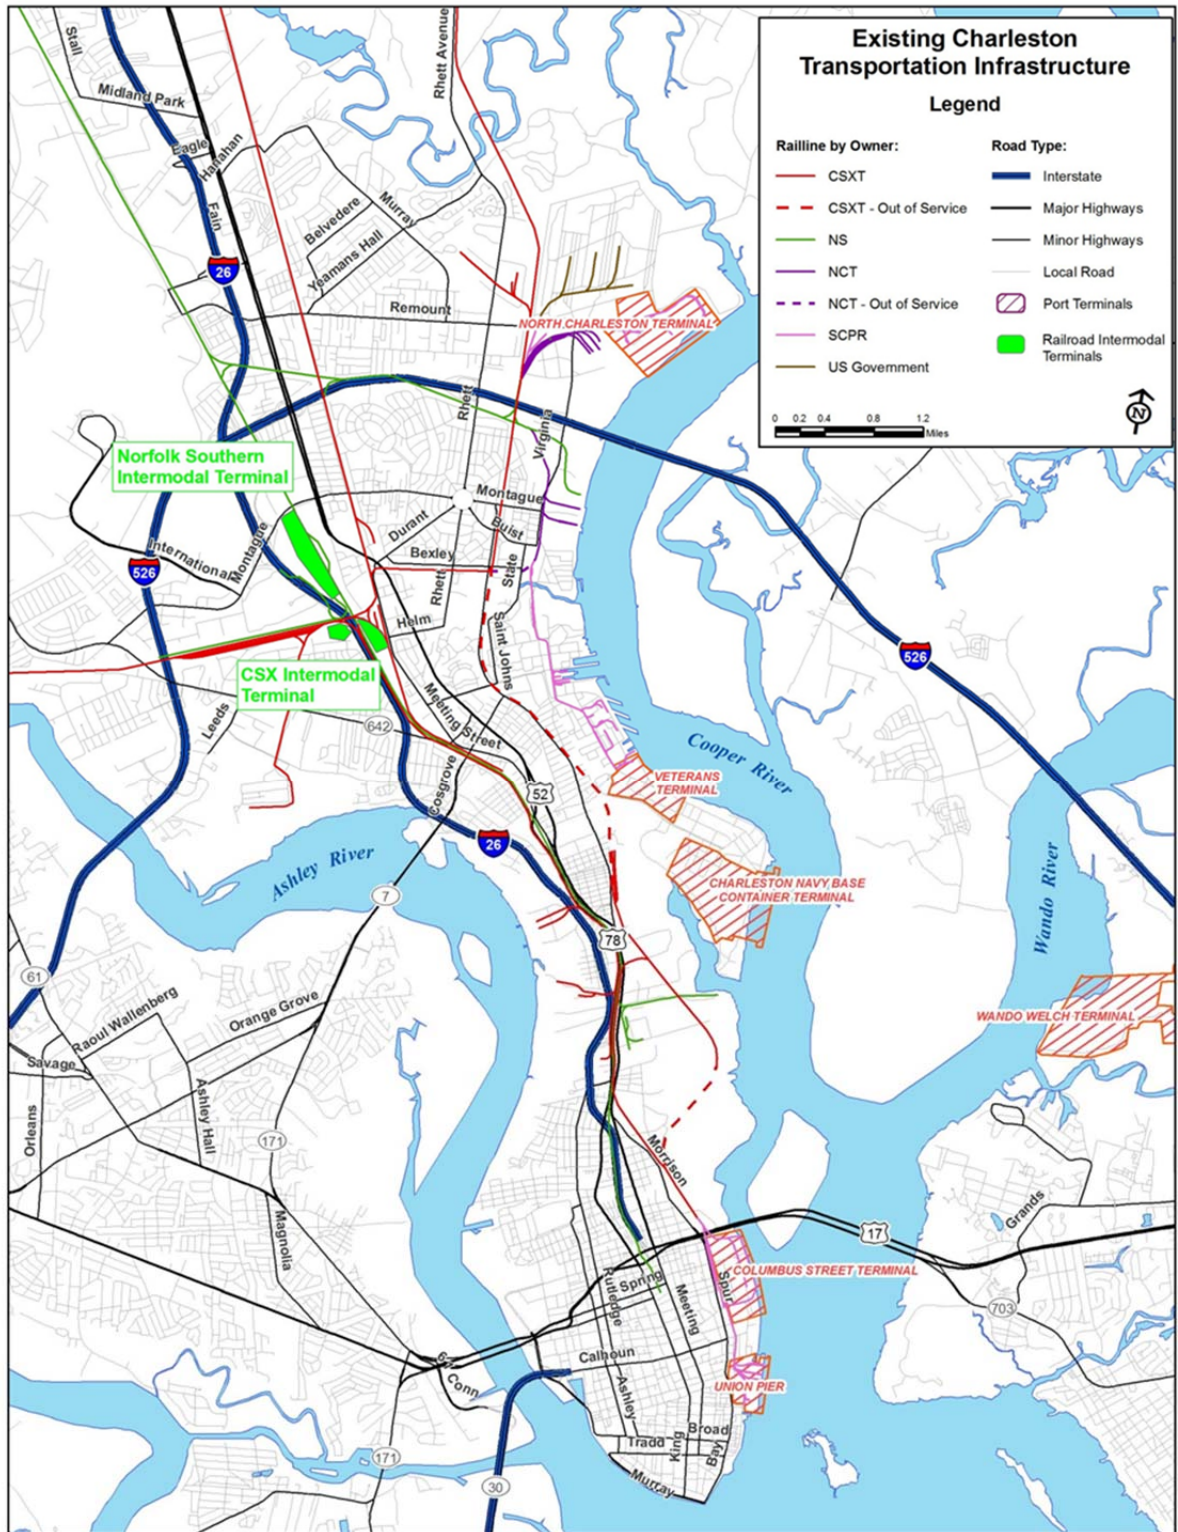 Existing Charleston
Transportation Infrastructure
Legend
Railline by Owner:
CSXT
CSXT - Out of Service
NS
NCT
NCT - Out of Service
SCPR
US Government
Road Type:
Interstate
Major Highways
Minor Highways
Local Road
Port Terminals
Railroad Intermodal
Terminals
0 0.2 0.4 0.8 1.2
Miles
N
Stall
Midland Park
Rhett Avenue
Eagle
Hanahan
Fain
Murray
Belvedere
Yeamans Hall
26
Remount
NORTH CHARLESTON TERMINAL
Rhett
Virginia
Norfolk Southern
Intermodal Terminal
Montague
Durant
Buist
Bexley
State
Rhett
International
Montague
526
Helm
Saint Johns
526
CSX Intermodal
Terminal
Leeds
642
Meeting Street
Cooper River
VETERANS
TERMINAL
Cosgrove
52
26
Ashley River
7
CHARLESTON NAVY BASE
CONTAINER TERMINAL
Wando River
78
61
Raoul Wallenberg
Orange Grove
WANDO WELCH TERMINAL
Savage
Orleans
Ashley Hall
171
Morrison
Magnolia
Grands
17
COLUMBUS STREET TERMINAL
Spring
Rutledge
Meeting
Spur
703
Calhoun
61
Conn
UNION PIER
Ashley
Broad
Tradd
King
Bay
171
Murray
30